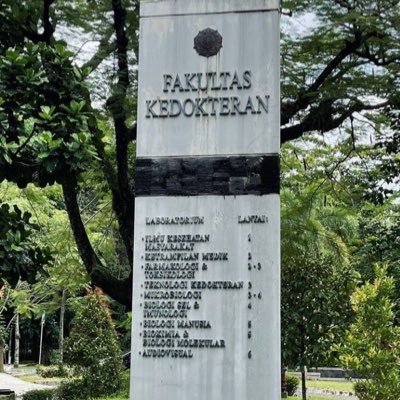 FAKULTAS
KEDOKTERAN
LABORATORIUM LANTAI:
• ILMU KESEHATAN 1
MASYARAKAT
• KETRAMPILAN MEDIK 2
• FARMAKOLOGI & 2 - 3
TOKSIKOLOGI
• TEKNOLOGI KEDOKTERAN 3
• MIKROBIOLOGI 3 - 4
• BIOLOGI SEL & 4
IMUNOLOGI
• BIOLOGI MANUSIA 5
• BIOKIMIA & 5
BIOLOGI MOLEKULAR
• AUDIOVISUAL 6